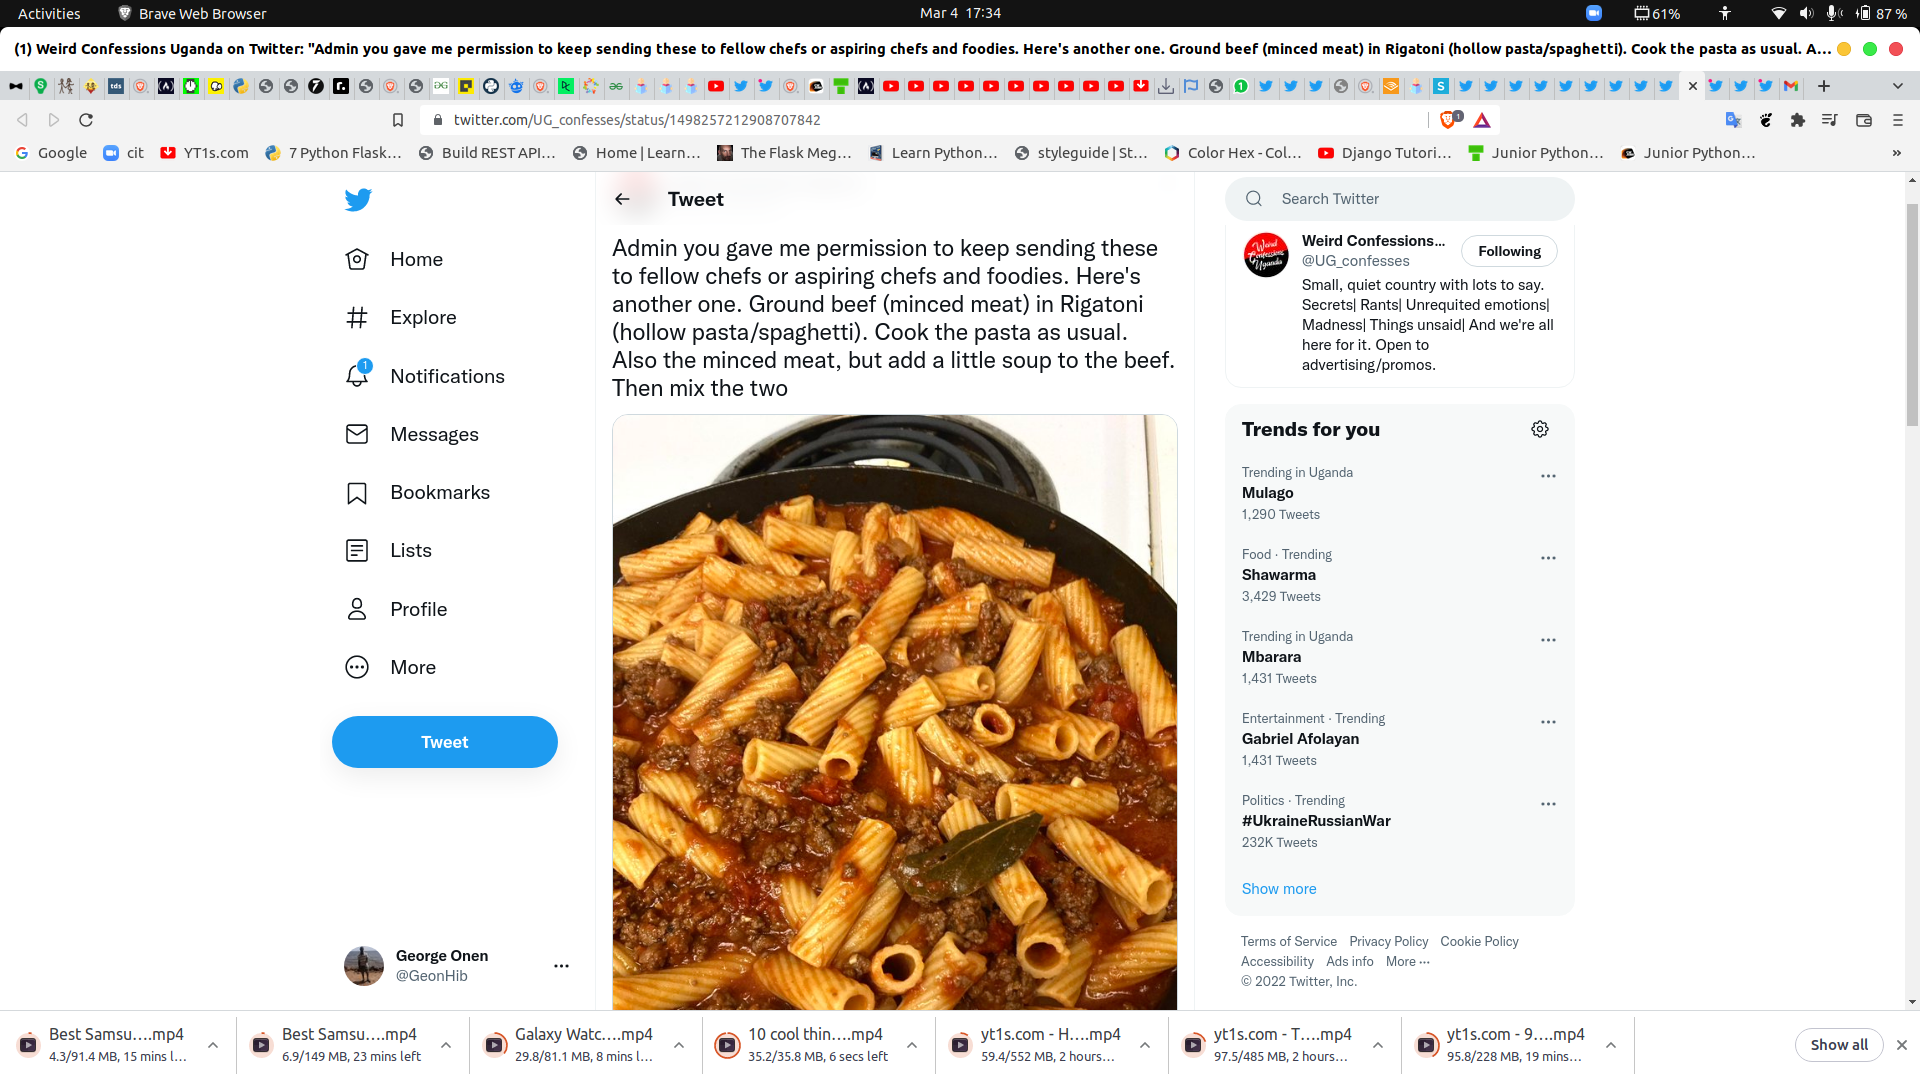 Activities
Brave Web Browser
Mar 4 17:34
61%
87 %
(1) Weird Confessions Uganda on Twitter: "Admin you gave me permission to keep sending these to fellow chefs or aspiring chefs and foodies. Here's another one. Ground beef (minced meat) in Rigatoni (hollow pasta/spaghetti). Cook the pasta as usual. A...
twitter.com/UG_confesses/status/1498257212908707842
1
Google
cit
YT1s.com
7 Python Flask...
Build REST API...
Home | Learn...
The Flask Meg...
Learn Python...
styleguide | St...
Color Hex - Col...
Django Tutori...
Junior Python...
Junior Python...
»
Home
Explore
1
Notifications
Messages
Bookmarks
Lists
Profile
More
Tweet
George Onen
@GeonHib
Tweet
Admin you gave me permission to keep sending these
to fellow chefs or aspiring chefs and foodies. Here's
another one. Ground beef (minced meat) in Rigatoni
(hollow pasta/spaghetti). Cook the pasta as usual.
Also the minced meat, but add a little soup to the beef.
Then mix the two
Search Twitter
Weird Confessions Uganda
Weird Confessions...
@UG_confesses
Following
Small, quiet country with lots to say.
Secrets| Rants| Unrequited emotions|
Madness| Things unsaid| And we're all
here for it. Open to
advertising/promos.
Trends for you
Trending in Uganda
Mulago
1,290 Tweets
Food · Trending
Shawarma
3,429 Tweets
Trending in Uganda
Mbarara
1,431 Tweets
Entertainment · Trending
Gabriel Afolayan
1,431 Tweets
Politics · Trending
#UkraineRussianWar
232K Tweets
Show more
Terms of Service Privacy Policy Cookie Policy
Accessibility Ads info More ...
© 2022 Twitter, Inc.
Best Samsu....mp4
4.3/91.4 MB, 15 mins l...
Best Samsu....mp4
6.9/149 MB, 23 mins left
Galaxy Watc....mp4
29.8/81.1 MB, 8 mins l...
10 cool thin....mp4
35.2/35.8 MB, 6 secs left
yt1s.com - H....mp4
59.4/552 MB, 2 hours...
yt1s.com - T....mp4
97.5/485 MB, 2 hours...
yt1s.com - 9....mp4
95.8/228 MB, 19 mins...
Show all